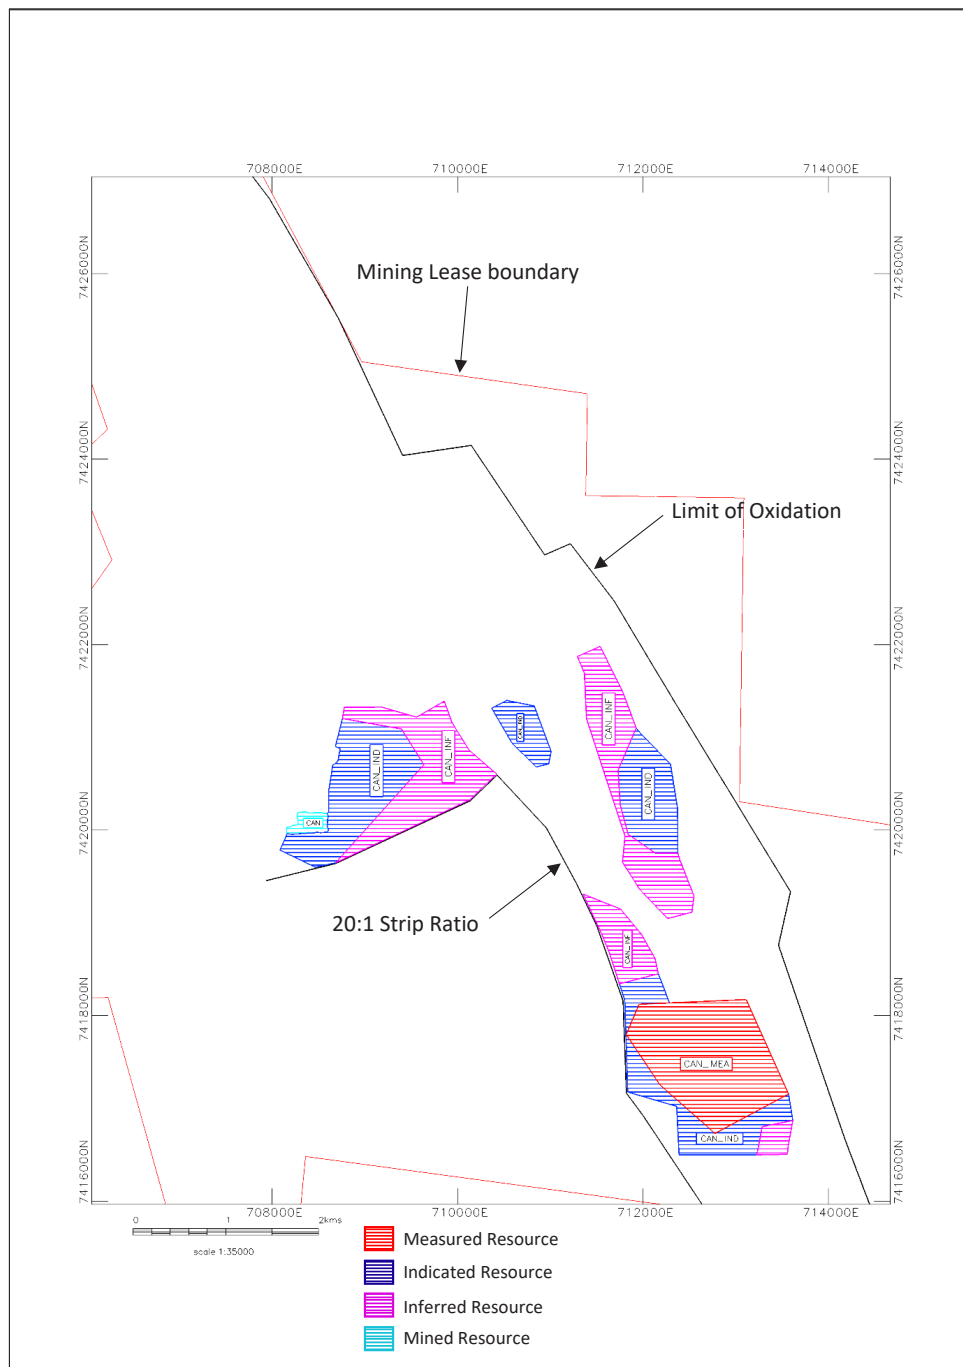 708000E 710000E 712000E 714000E
7426000N 7426000N
Mining Lease boundary
7424000N 7424000N
Limit of Oxidation
7422000N 7422000N
CAN_INF
CAN_IND
CAN_INF
CAN_IND
CAN_IND
CAN
7420000N 7420000N
20:1 Strip Ratio
CAN_INF
7418000N 7418000N
CAN_MEA
CAN_IND
7416000N 7416000N
708000E 710000E 712000E 714000E
0 1 2kms
scale 1:35000
Measured Resource
Indicated Resource
Inferred Resource
Mined Resource